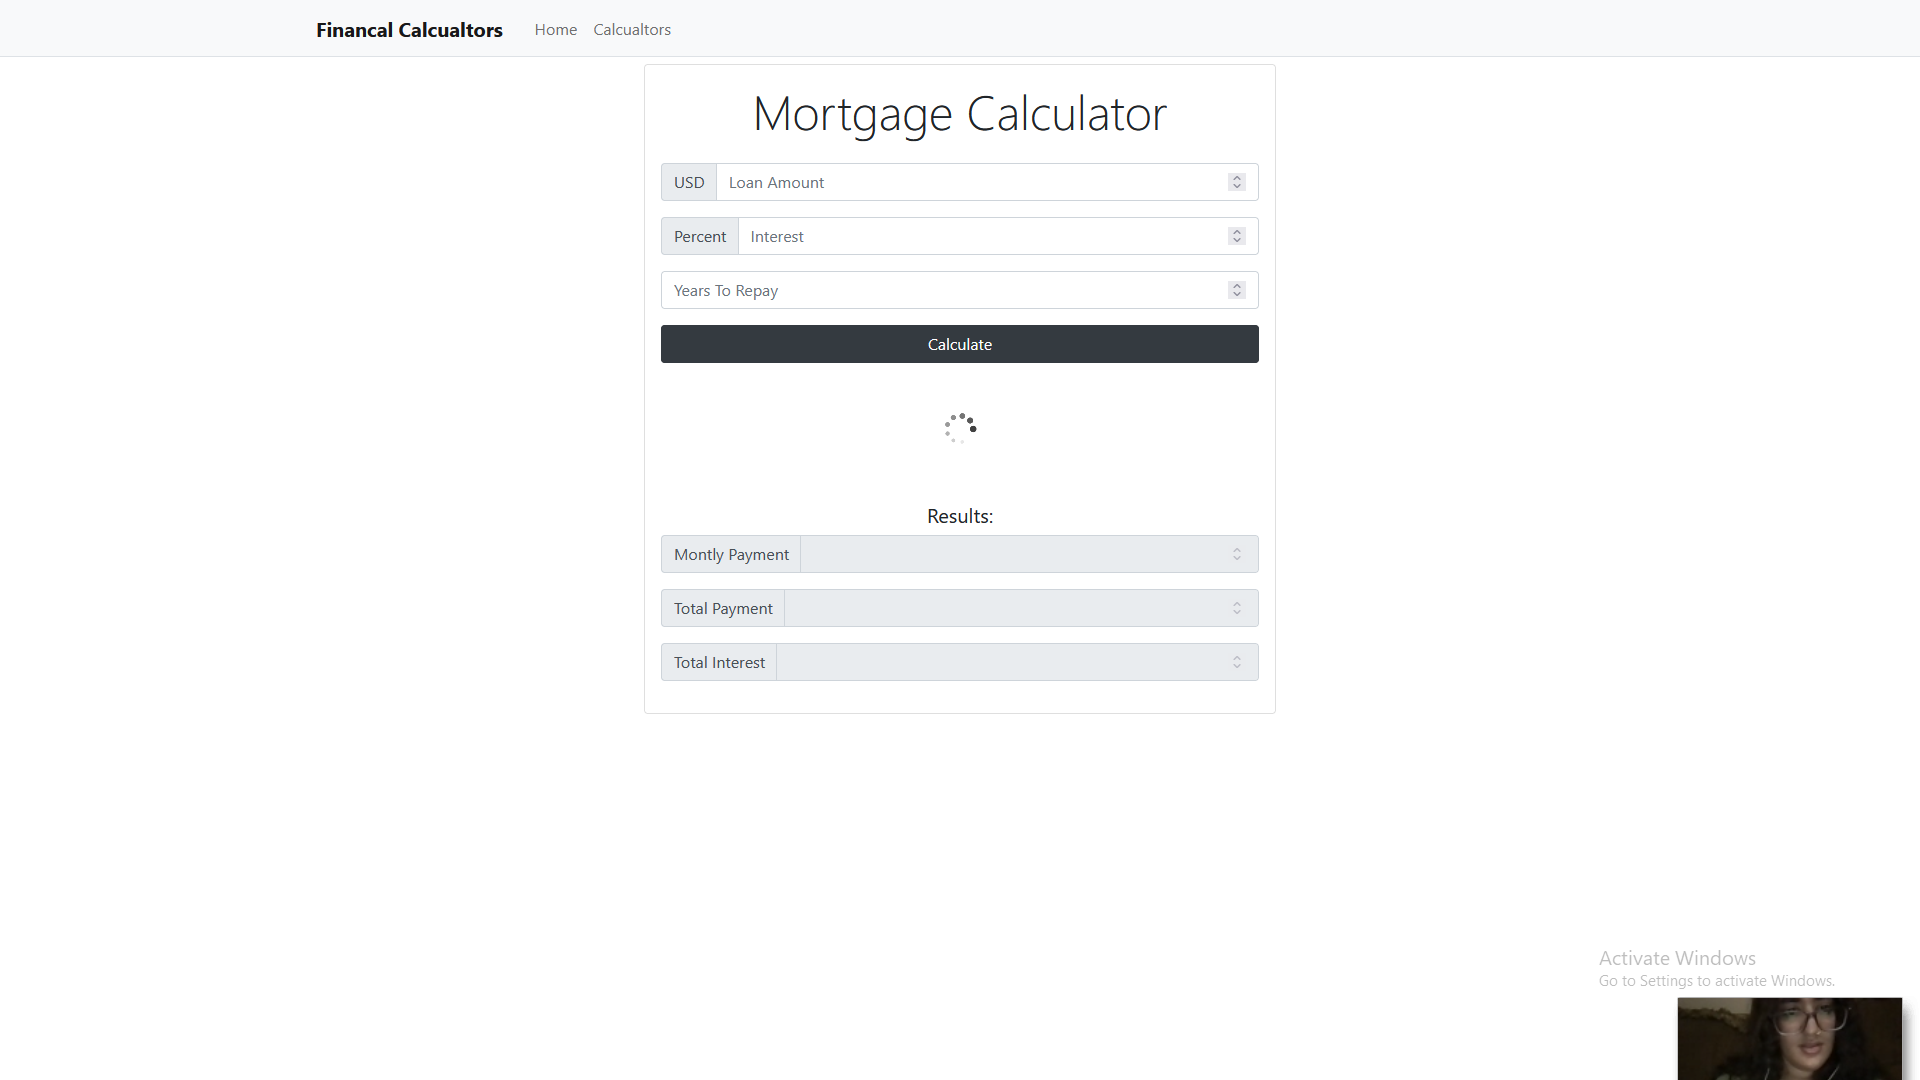 Financal Calcualtors
Home
Calcualtors
Mortgage Calculator
USD
Loan Amount
Percent
Interest
Years To Repay
Calculate
Results:
Montly Payment
Total Payment
Total Interest
Activate Windows
Go to Settings to activate Windows.